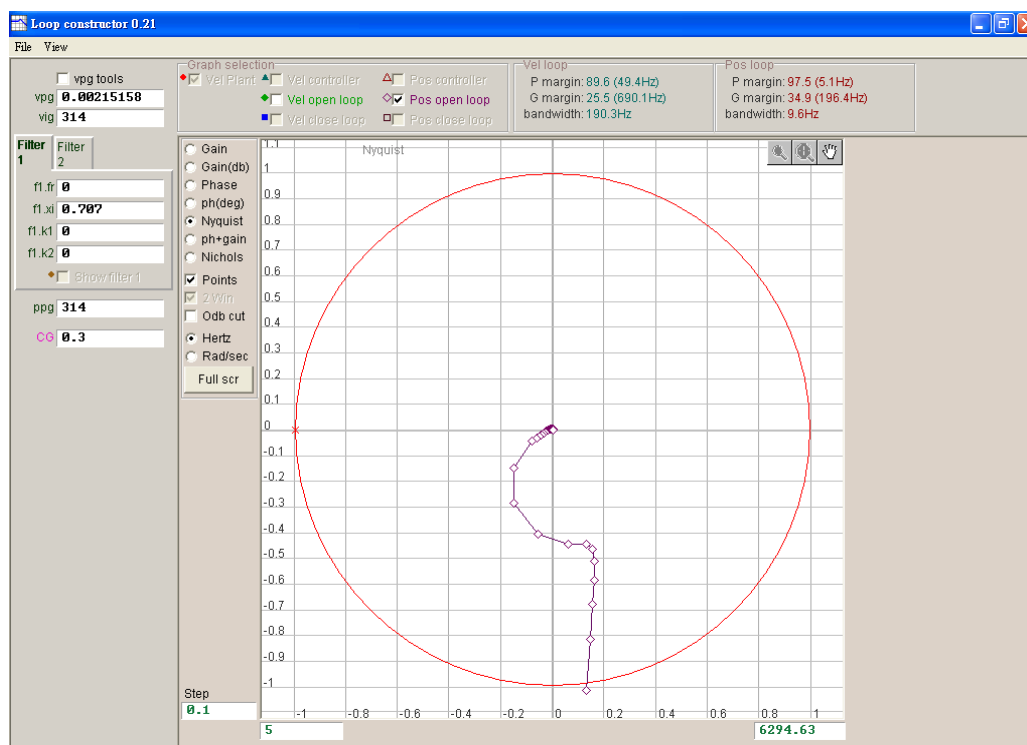 Loop constructor 0.21
File View
vpg tools
vpg 0.00215158
vig 314
Filter 1 Filter 2
f1.fr 0
f1.xi 0.707
f1.k1 0
f1.k2 0
Show filter 1
ppg 314
CG 0.3
Graph selection
Vel Plant Vel controller Pos controller
Vel open loop Pos open loop
Vel close loop Pos close loop
Vel loop
P margin: 89.6 (49.4Hz)
G margin: 25.5 (690.1Hz)
bandwidth: 190.3Hz
Pos loop
P margin: 97.5 (5.1Hz)
G margin: 34.9 (196.4Hz)
bandwidth: 9.6Hz
Gain
Gain(db)
Phase
ph(deg)
Nyquist
ph+gain
Nichols
Points
2 Win
0db cut
Hertz
Rad/sec
Full scr
Step
0.1
Nyquist
1.1
1
0.9
0.8
0.7
0.6
0.5
0.4
0.3
0.2
0.1
0
-0.1
-0.2
-0.3
-0.4
-0.5
-0.6
-0.7
-0.8
-0.9
-1
-1 -0.8 -0.6 -0.4 -0.2 0 0.2 0.4 0.6 0.8 1
5 6294.63